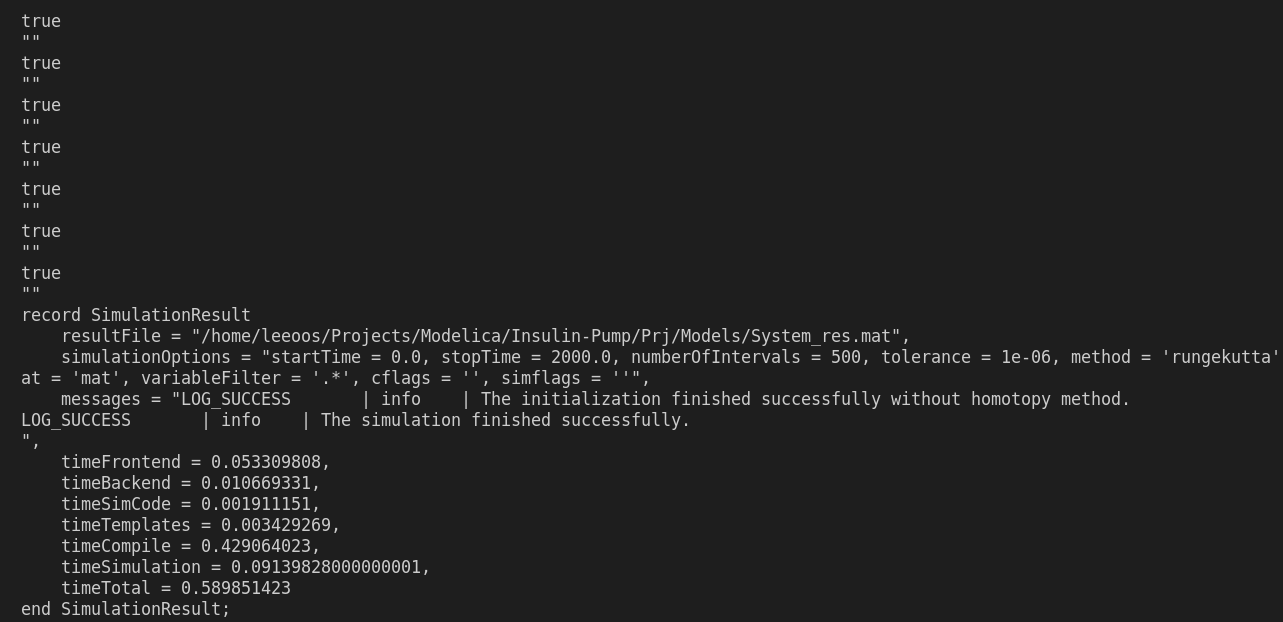 true
""
true
""
true
""
true
""
true
""
true
""
true
""
record SimulationResult
    resultFile = "/home/leeoos/Projects/Modelica/Insulin-Pump/Prj/Models/System_res.mat",
    simulationOptions = "startTime = 0.0, stopTime = 2000.0, numberOfIntervals = 500, tolerance = 1e-06, method = 'rungekutta'
at = 'mat', variableFilter = '.*', cflags = '', simflags = ''",
    messages = "LOG_SUCCESS       | info    | The initialization finished successfully without homotopy method.
LOG_SUCCESS       | info    | The simulation finished successfully.
",
    timeFrontend = 0.053309808,
    timeBackend = 0.010669331,
    timeSimCode = 0.001911151,
    timeTemplates = 0.003429269,
    timeCompile = 0.429064023,
    timeSimulation = 0.09139828000000001,
    timeTotal = 0.589851423
end SimulationResult;